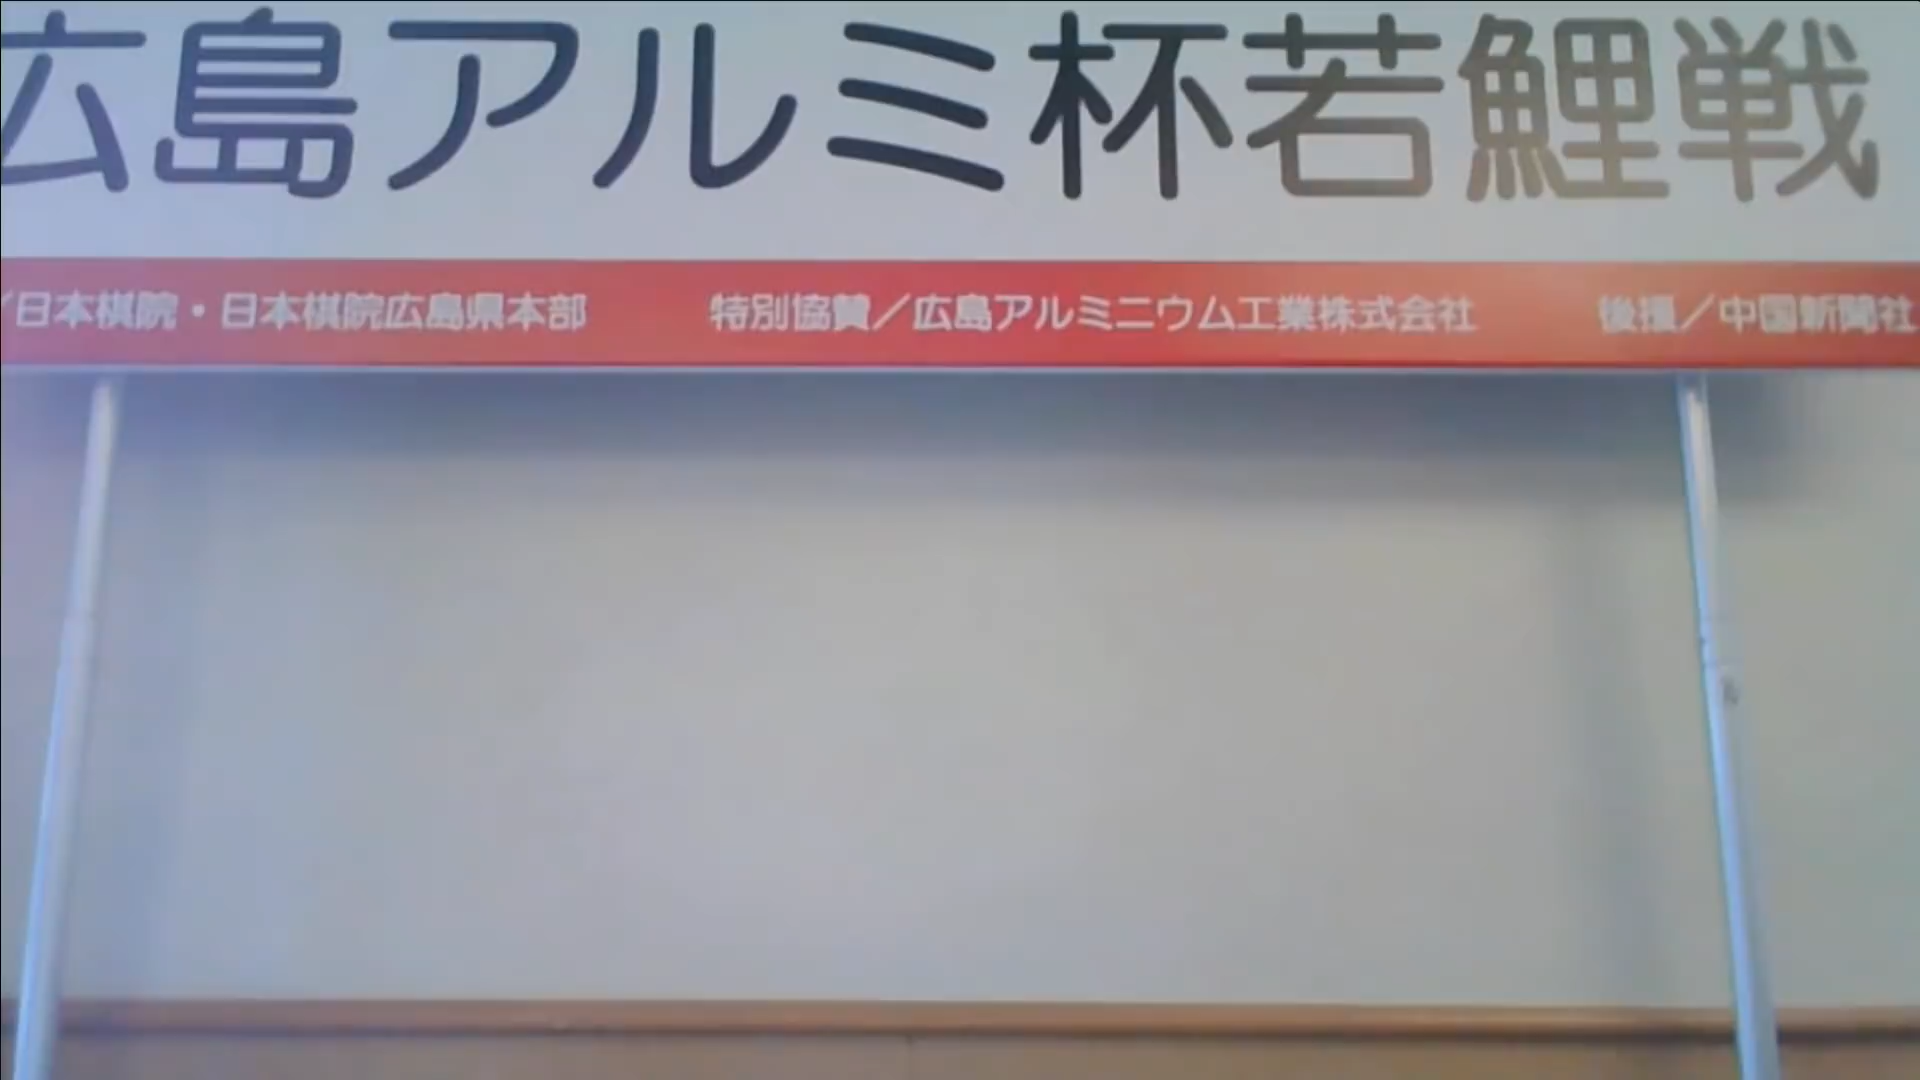 広島アルミ杯若鯉戦
／日本棋院・日本棋院広島県本部 特別協賛／広島アルミニウム工業株式会社 後援／中国新聞社